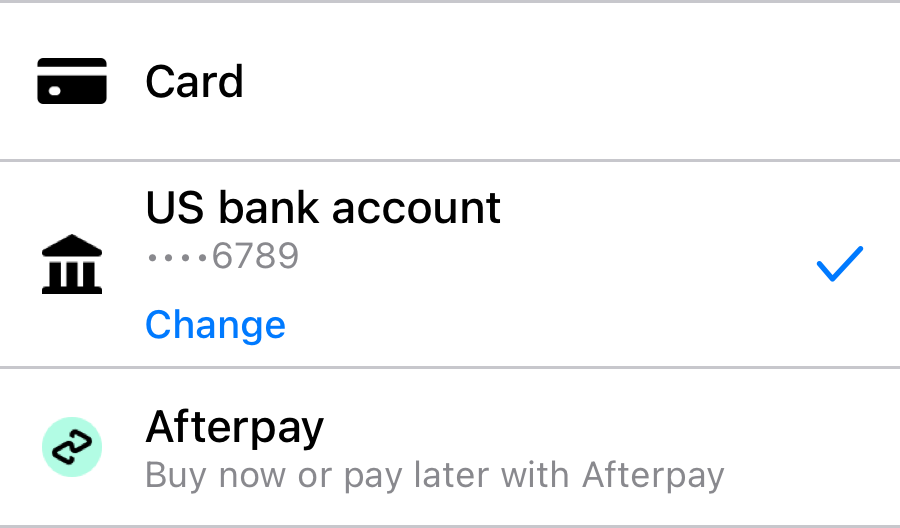 Card
US bank account
••••6789
Change
Afterpay
Buy now or pay later with Afterpay